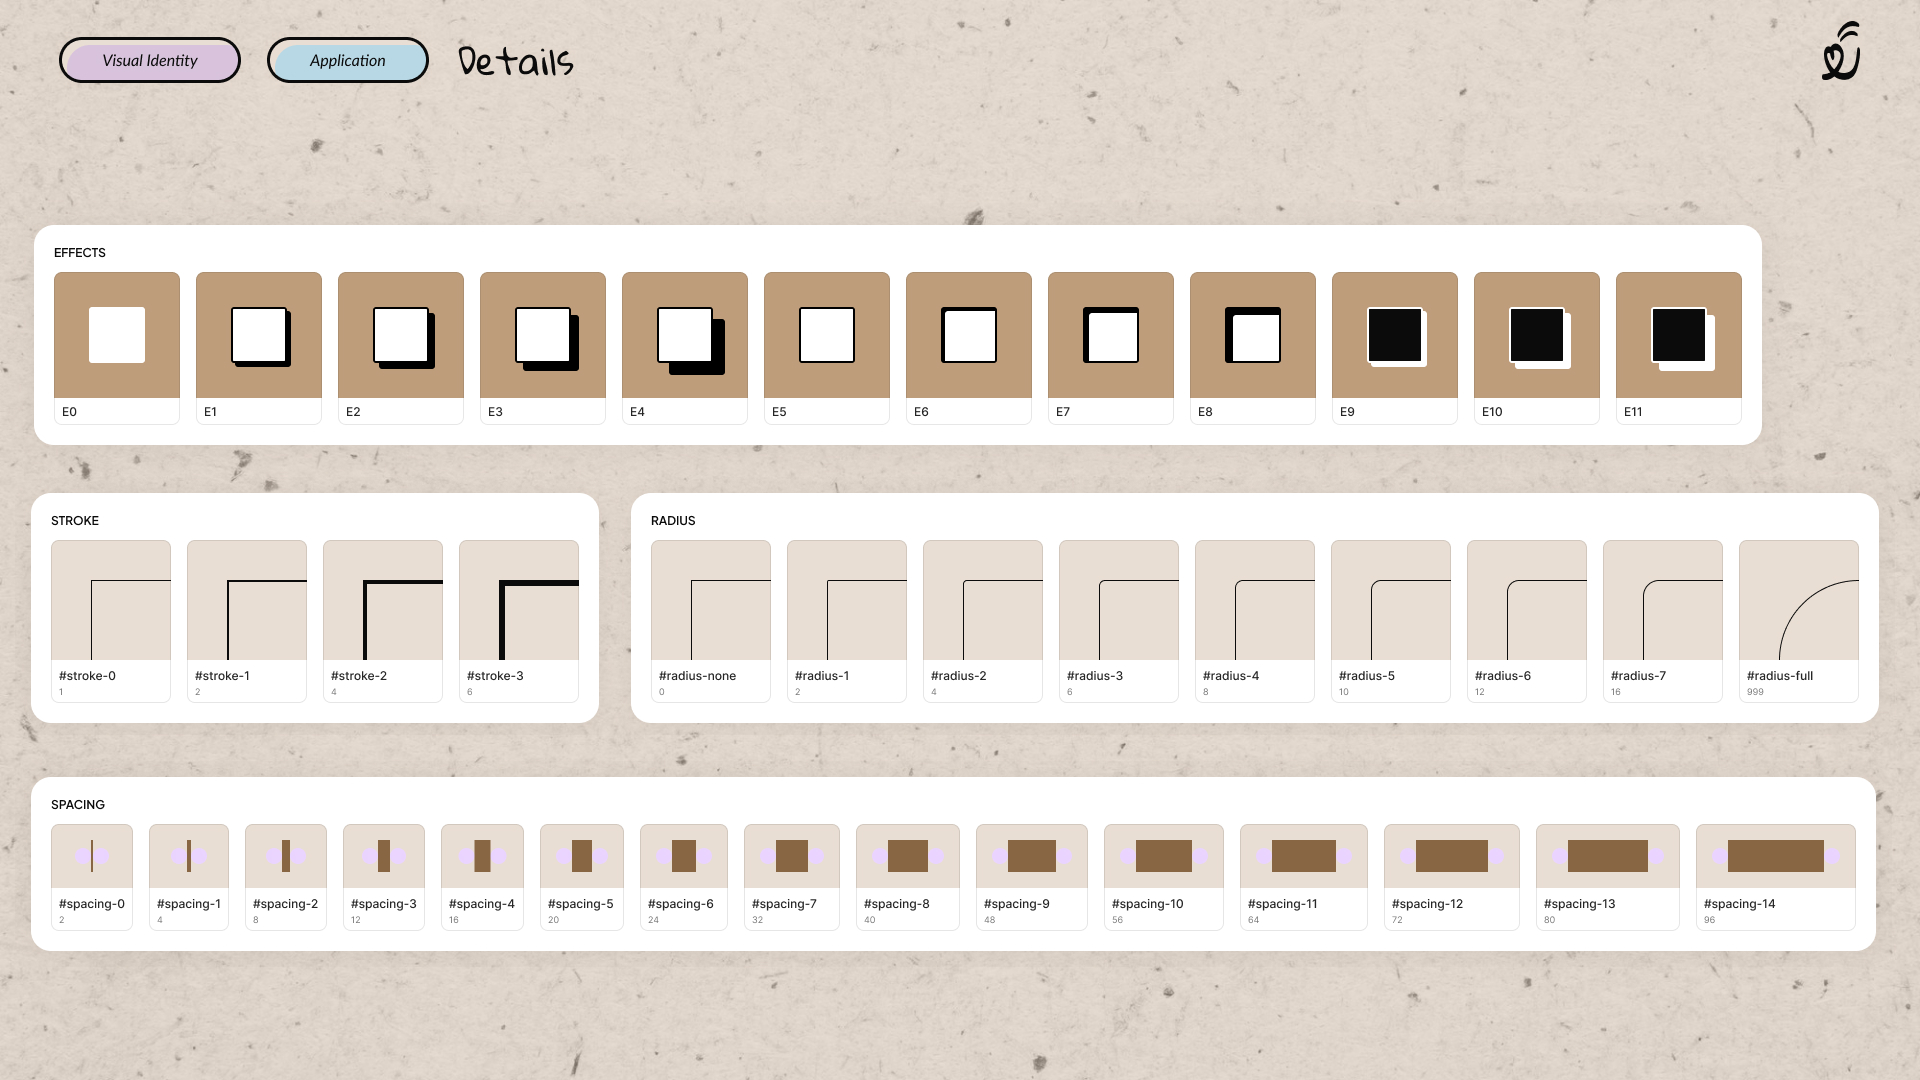 Visual Identity
Application
Details
EFFECTS
E0 E1 E2 E3 E4 E5 E6 E7 E8 E9 E10 E11
STROKE
#stroke-0 #stroke-1 #stroke-2 #stroke-3
1 2 4 6
RADIUS
#radius-none #radius-1 #radius-2 #radius-3 #radius-4 #radius-5 #radius-6 #radius-7 #radius-full
0 2 4 6 8 10 12 16 999
SPACING
#spacing-0 #spacing-1 #spacing-2 #spacing-3 #spacing-4 #spacing-5 #spacing-6 #spacing-7 #spacing-8 #spacing-9 #spacing-10 #spacing-11 #spacing-12 #spacing-13 #spacing-14
2 4 8 12 16 20 24 32 40 48 56 64 72 80 96